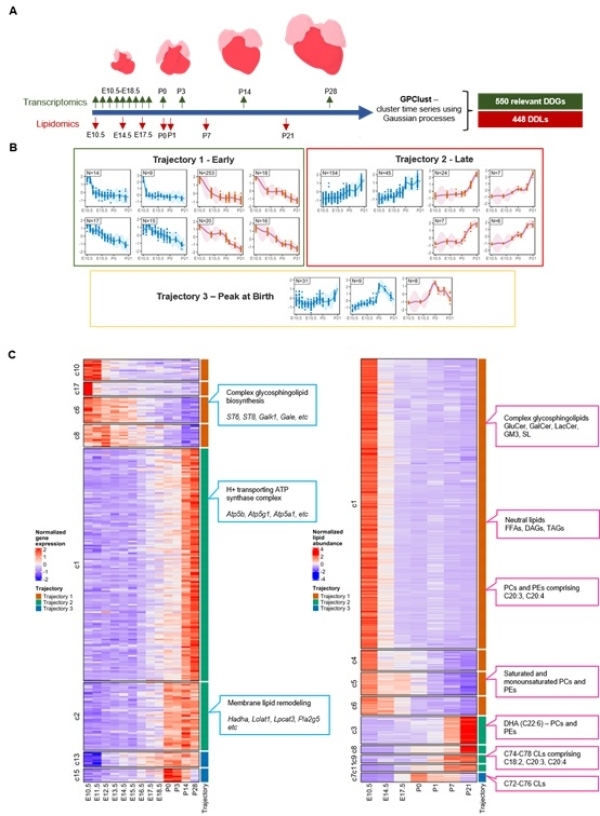 A
E10.5-E18.5
P0
P3
P14
P28
Transcriptomics
Lipidomics
E10.5
E14.5
E17.5
P0
P1
P7
P21
GPClust –
cluster time series using
Gaussian processes
550 relevant DDGs
448 DDLs
B
Trajectory 1 - Early
Trajectory 2 - Late
N=14
N=9
N=253
N=18
N=17
N=20
N=16
N=154
N=45
N=24
N=7
N=7
N=6
Trajectory 3 – Peak at Birth
N=31
N=9
N=8
C
c10
c17
c6
c8
c1
c2
c13
c15
Normalized
gene
expression
2
1
0
-1
-2
Trajectory
Trajectory 1
Trajectory 2
Trajectory 3
E10.5
E11.5
E12.5
E13.5
E14.5
E15.5
E16.5
E17.5
E18.5
P0
P3
P14
P28
Trajectory
Complex glycosphingolipid
biosynthesis
ST6, ST8, Galk1, Gale, etc
H+ transporting ATP
synthase complex
Atp5b, Atp5g1, Atp5a1, etc
Membrane lipid remodeling
Hadha, Lclat1, Lpcat3, Pla2g5
etc
Normalized lipid
abundance
4
2
0
-2
-4
Trajectory
Trajectory 1
Trajectory 2
Trajectory 3
c1
c4
c5
c6
c3
c8
c7c11c9
E10.5
E14.5
E17.5
P0
P1
P7
P21
Trajectory
Complex glycosphingolipids
GluCer, GalCer, LacCer,
GM3, SL
Neutral lipids
FFAs, DAGs, TAGs
PCs and PEs comprising
C20:3, C20:4
Saturated and
monounsaturated PCs and
PEs
DHA (C22:6) – PCs and
PEs
C74-C78 CLs comprising
C18:2, C20:3, C20:4
C72-C76 CLs